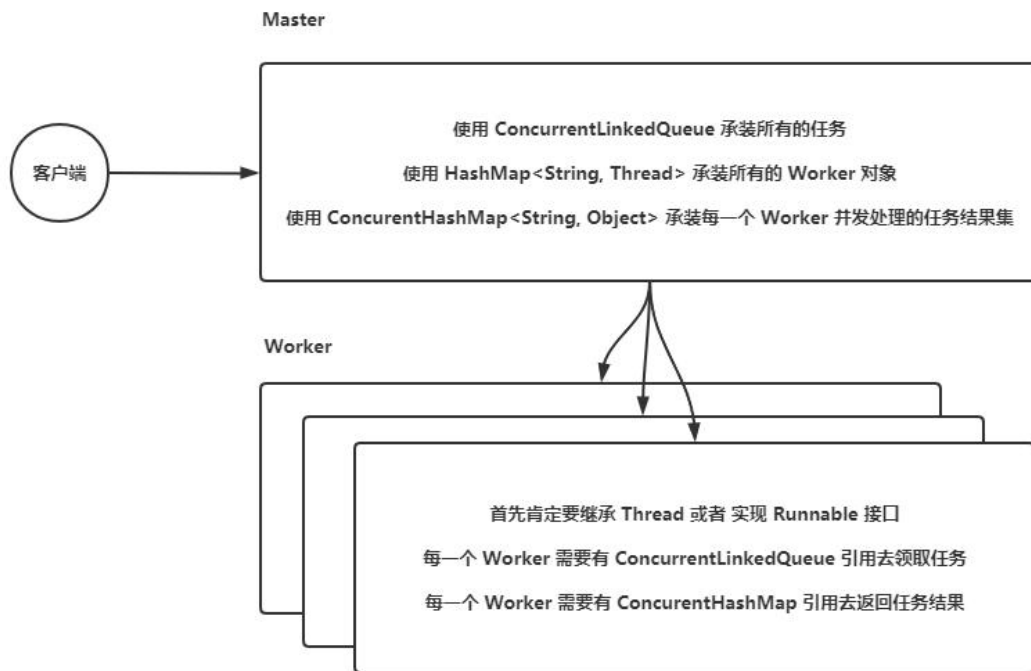 Master
客户端
使用 ConcurrentLinkedQueue 承装所有的任务
使用 HashMap<String, Thread> 承装所有的 Worker 对象
使用 ConcurentHashMap<String, Object> 承装每一个 Worker 并发处理的任务结果集
Worker
首先肯定要继承 Thread 或者 实现 Runnable 接口
每一个 Worker 需要有 ConcurrentLinkedQueue 引用去领取任务
每一个 Worker 需要有 ConcurentHashMap 引用去返回任务结果